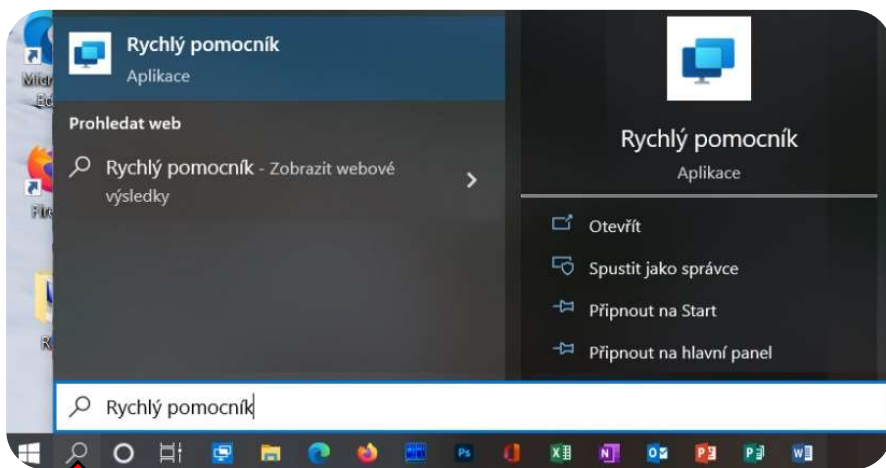 Rychlý pomocník
Aplikace
Prohledat web
Rychlý pomocník - Zobrazit webové
výsledky
Rychlý pomocník
Aplikace
Otevřít
Spustit jako správce
Připnout na Start
Připnout na hlavní panel
Rychlý pomocník